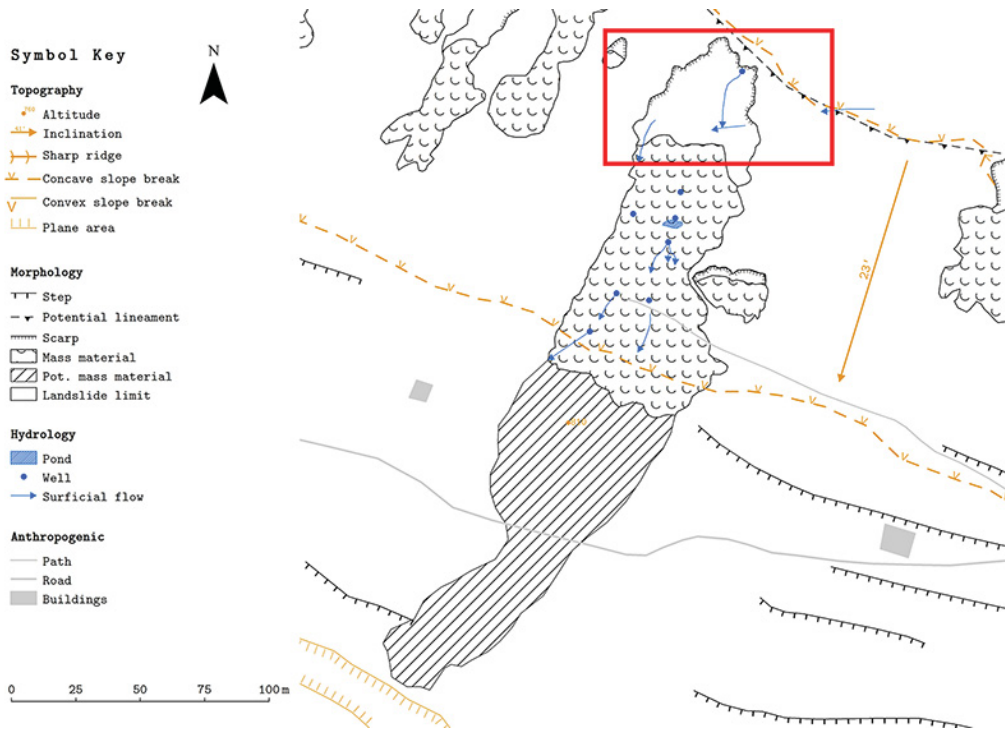 Symbol Key
N
Topography
Altitude
Inclination
Sharp ridge
Concave slope break
Convex slope break
Plane area
Morphology
Step
Potential lineament
Scarp
Mass material
Pot. mass material
Landslide limit
Hydrology
Pond
Well
Surficial flow
Anthropogenic
Path
Road
Buildings
0 25 50 75 100 m
23'